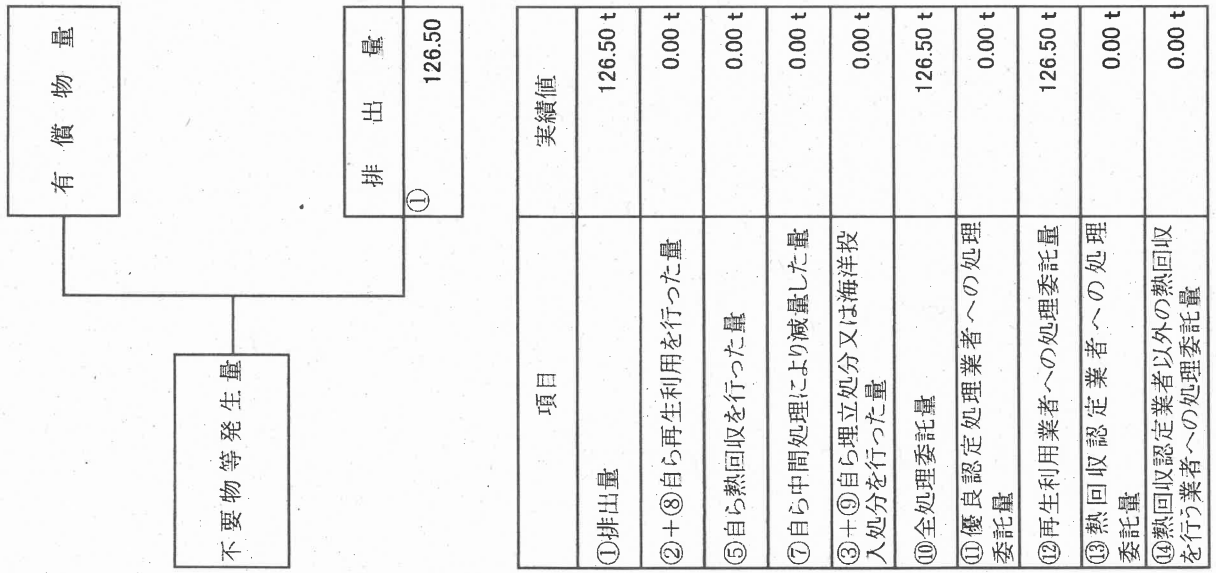 不要物等発生量
有償物量
排出量
① 126.50
項目 実績値
①排出量 126.50 t
②+⑧自ら再生利用を行った量 0.00 t
⑤自ら熱回収を行った量 0.00 t
⑦自ら中間処理により減量した量 0.00 t
③+⑨自ら埋立処分又は海洋投
入処分を行った量 0.00 t
⑩全処理委託量 126.50 t
⑪優良認定処理業者への処理
委託量 0.00 t
⑫再生利用業者への処理委託量 126.50 t
⑬熱回収認定業者への処理
委託量 0.00 t
⑭熱回収認定業者以外の熱回収
を行う業者への処理委託量 0.00 t